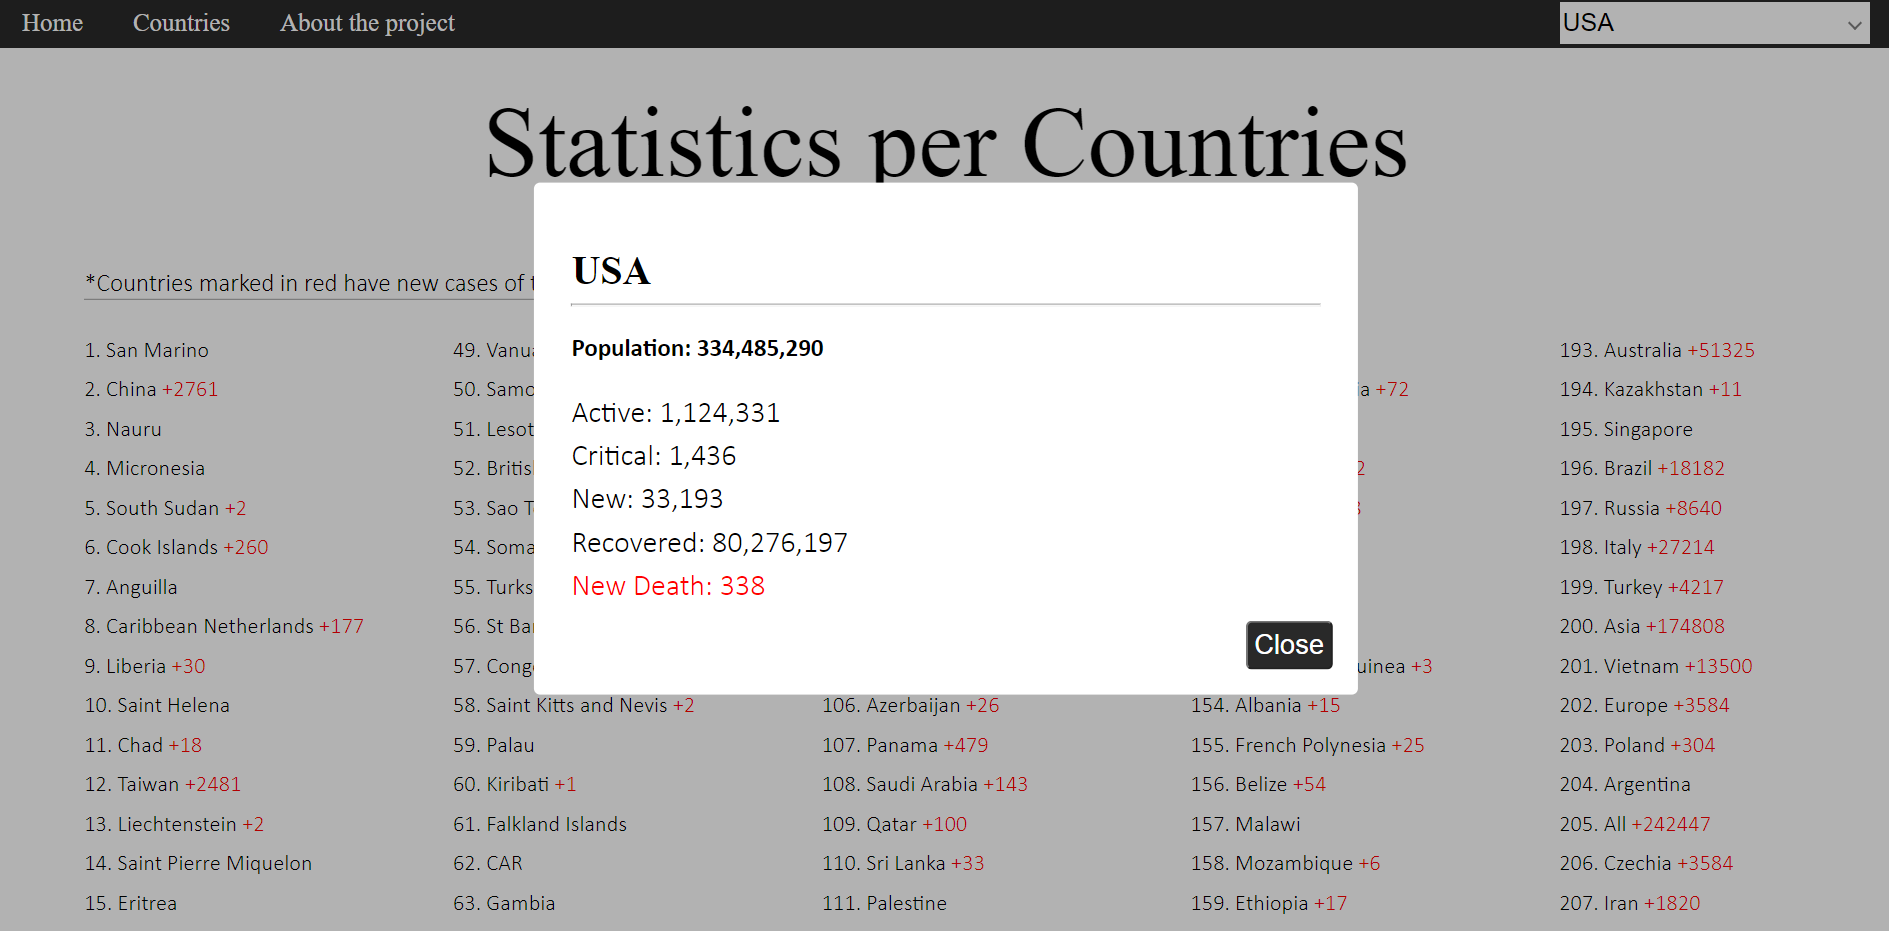 Home Countries About the project USA
Statistics per Countries
*Countries marked in red have new cases of
USA
Population: 334,485,290
Active: 1,124,331
Critical: 1,436
New: 33,193
Recovered: 80,276,197
New Death: 338
Close
1. San Marino
2. China +2761
3. Nauru
4. Micronesia
5. South Sudan +2
6. Cook Islands +260
7. Anguilla
8. Caribbean Netherlands +177
9. Liberia +30
10. Saint Helena
11. Chad +18
12. Taiwan +2481
13. Liechtenstein +2
14. Saint Pierre Miquelon
15. Eritrea
49. Vanu
50. Samo
51. Lesot
52. Britis
53. Sao T
54. Soma
55. Turks
56. St Ba
57. Cong
58. Saint Kitts and Nevis +2
59. Palau
60. Kiribati +1
61. Falkland Islands
62. CAR
63. Gambia
106. Azerbaijan +26
107. Panama +479
108. Saudi Arabia +143
109. Qatar +100
110. Sri Lanka +33
111. Palestine
ia +72
2
uinea +3
154. Albania +15
155. French Polynesia +25
156. Belize +54
157. Malawi
158. Mozambique +6
159. Ethiopia +17
193. Australia +51325
194. Kazakhstan +11
195. Singapore
196. Brazil +18182
197. Russia +8640
198. Italy +27214
199. Turkey +4217
200. Asia +174808
201. Vietnam +13500
202. Europe +3584
203. Poland +304
204. Argentina
205. All +242447
206. Czechia +3584
207. Iran +1820